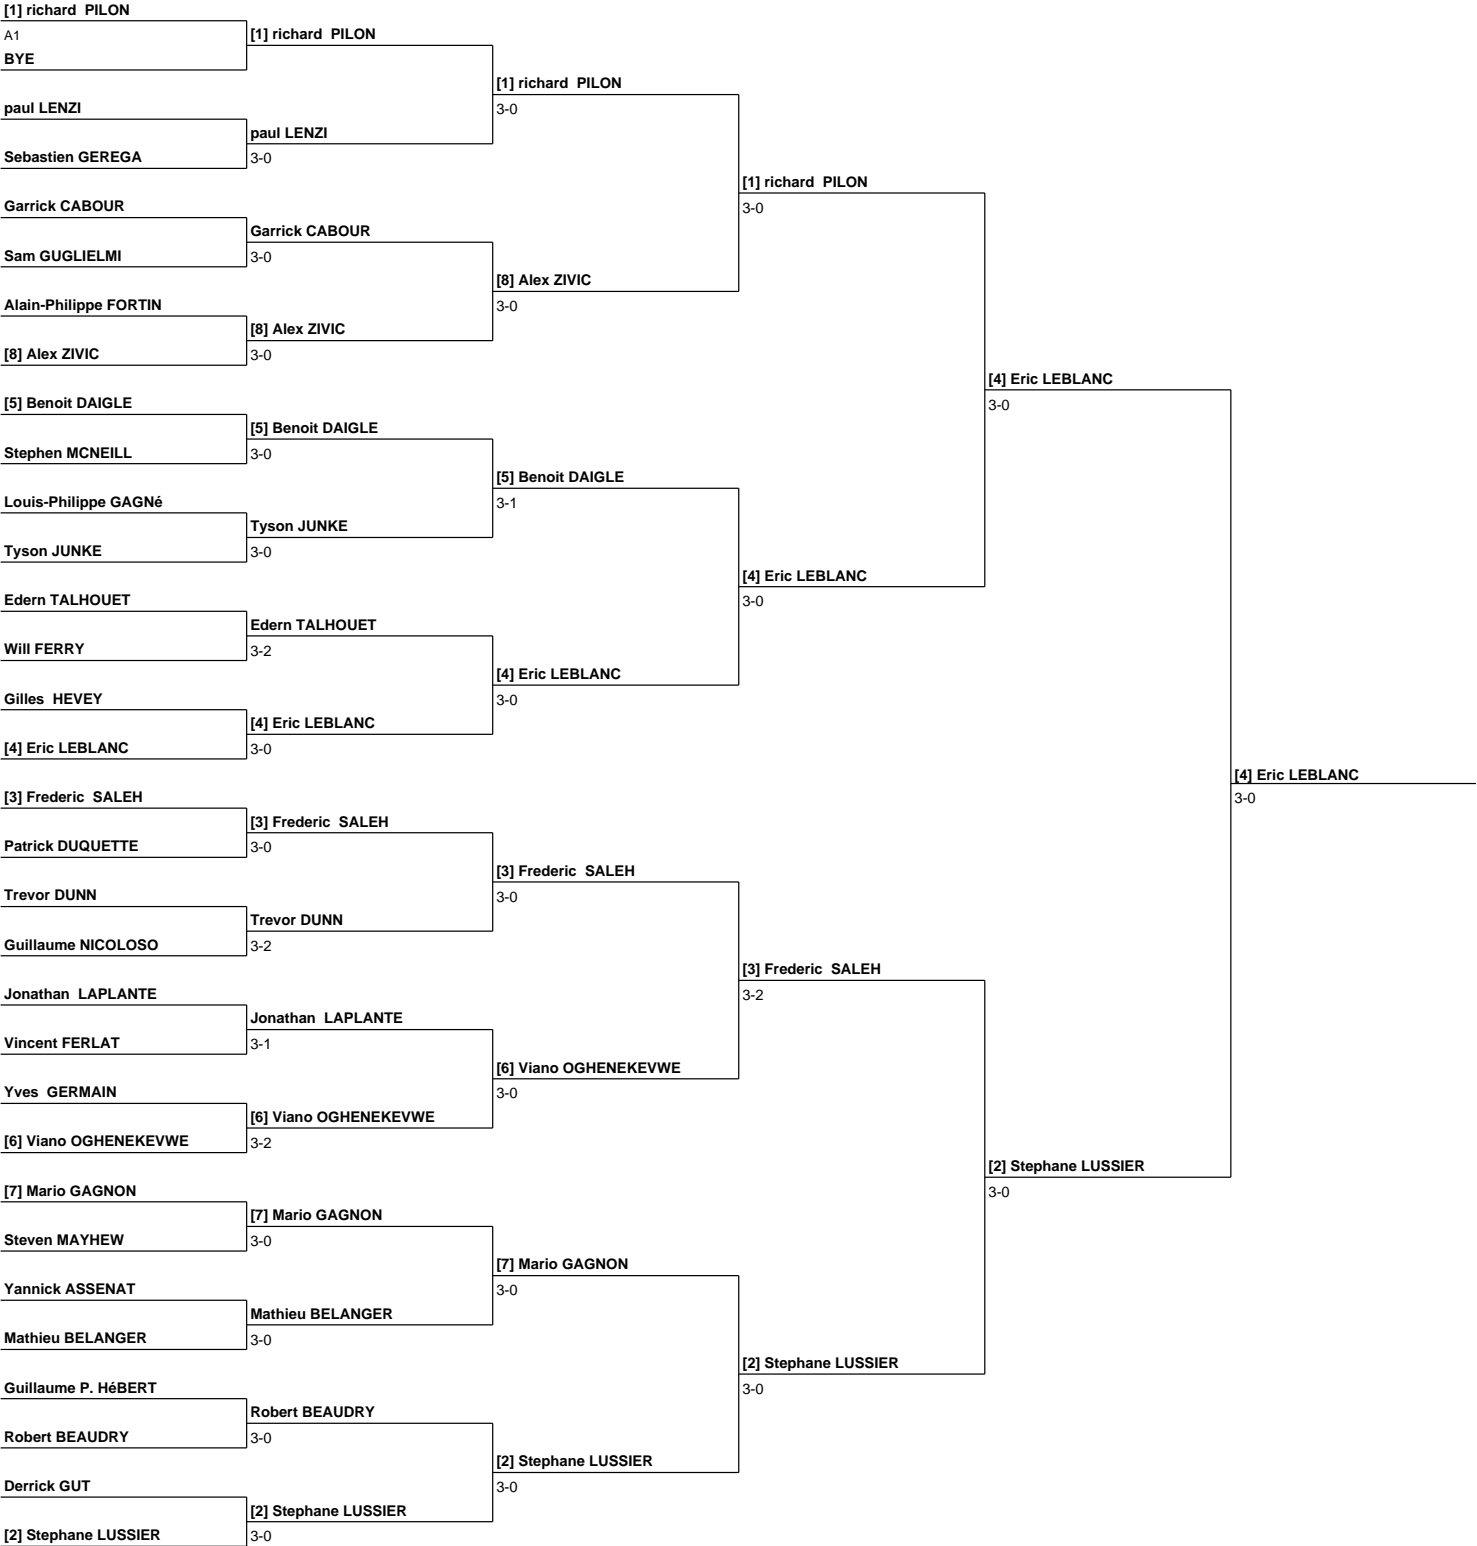 [1] richard  PILON
A1
BYE
paul LENZI
Sebastien GEREGA
Garrick CABOUR
Sam GUGLIELMI
Alain-Philippe FORTIN
[8] Alex ZIVIC
[5] Benoit DAIGLE
Stephen MCNEILL
Louis-Philippe GAGNé
Tyson JUNKE
Edern TALHOUET
Will FERRY
Gilles  HEVEY
[4] Eric LEBLANC
[3] Frederic  SALEH
Patrick DUQUETTE
Trevor DUNN
Guillaume NICOLOSO
Jonathan  LAPLANTE
Vincent FERLAT
Yves  GERMAIN
[6] Viano OGHENEKEVWE
[7] Mario GAGNON
Steven MAYHEW
Yannick ASSENAT
Mathieu BELANGER
Guillaume P. HéBERT
Robert BEAUDRY
Derrick GUT
[2] Stephane LUSSIER
[1] richard  PILON
paul LENZI
3-0
Garrick CABOUR
3-0
[8] Alex ZIVIC
3-0
[5] Benoit DAIGLE
3-0
Tyson JUNKE
3-0
Edern TALHOUET
3-2
[4] Eric LEBLANC
3-0
[3] Frederic  SALEH
3-0
Trevor DUNN
3-2
Jonathan  LAPLANTE
3-1
[6] Viano OGHENEKEVWE
3-2
[7] Mario GAGNON
3-0
Mathieu BELANGER
3-0
Robert BEAUDRY
3-0
[2] Stephane LUSSIER
3-0
[1] richard  PILON
3-0
[8] Alex ZIVIC
3-0
[5] Benoit DAIGLE
3-1
[4] Eric LEBLANC
3-0
[3] Frederic  SALEH
3-0
[6] Viano OGHENEKEVWE
3-0
[7] Mario GAGNON
3-0
[2] Stephane LUSSIER
3-0
[1] richard  PILON
3-0
[4] Eric LEBLANC
3-0
[3] Frederic  SALEH
3-2
[2] Stephane LUSSIER
3-0
[4] Eric LEBLANC
3-0
[2] Stephane LUSSIER
3-0
[4] Eric LEBLANC
3-0